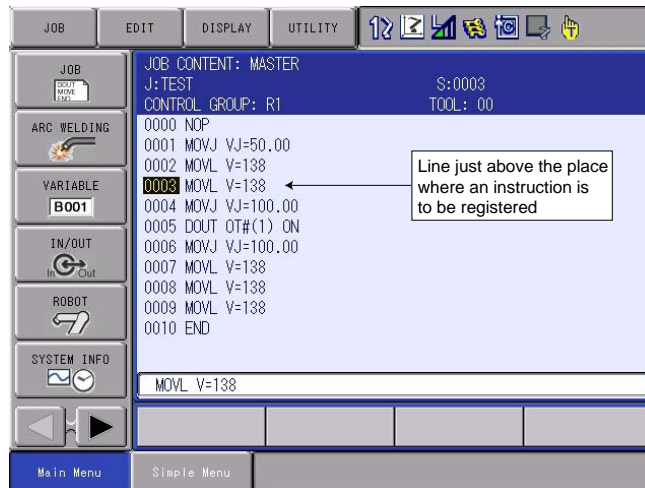 JOB EDIT DISPLAY UTILITY
JOB
DOUT
MOVE
END
ARC WELDING
VARIABLE
B001
IN/OUT
In Out
ROBOT
SYSTEM INFO
JOB CONTENT: MASTER
J:TEST S:0003
CONTROL GROUP: R1 TOOL: 00
0000 NOP
0001 MOVJ VJ=50.00
0002 MOVL V=138
0003 MOVL V=138
0004 MOVJ VJ=100.00
0005 DOUT OT#(1) ON
0006 MOVJ VJ=100.00
0007 MOVL V=138
0008 MOVL V=138
0009 MOVL V=138
0010 END
Line just above the place
where an instruction is
to be registered
MOVL V=138
Main Menu Simple Menu